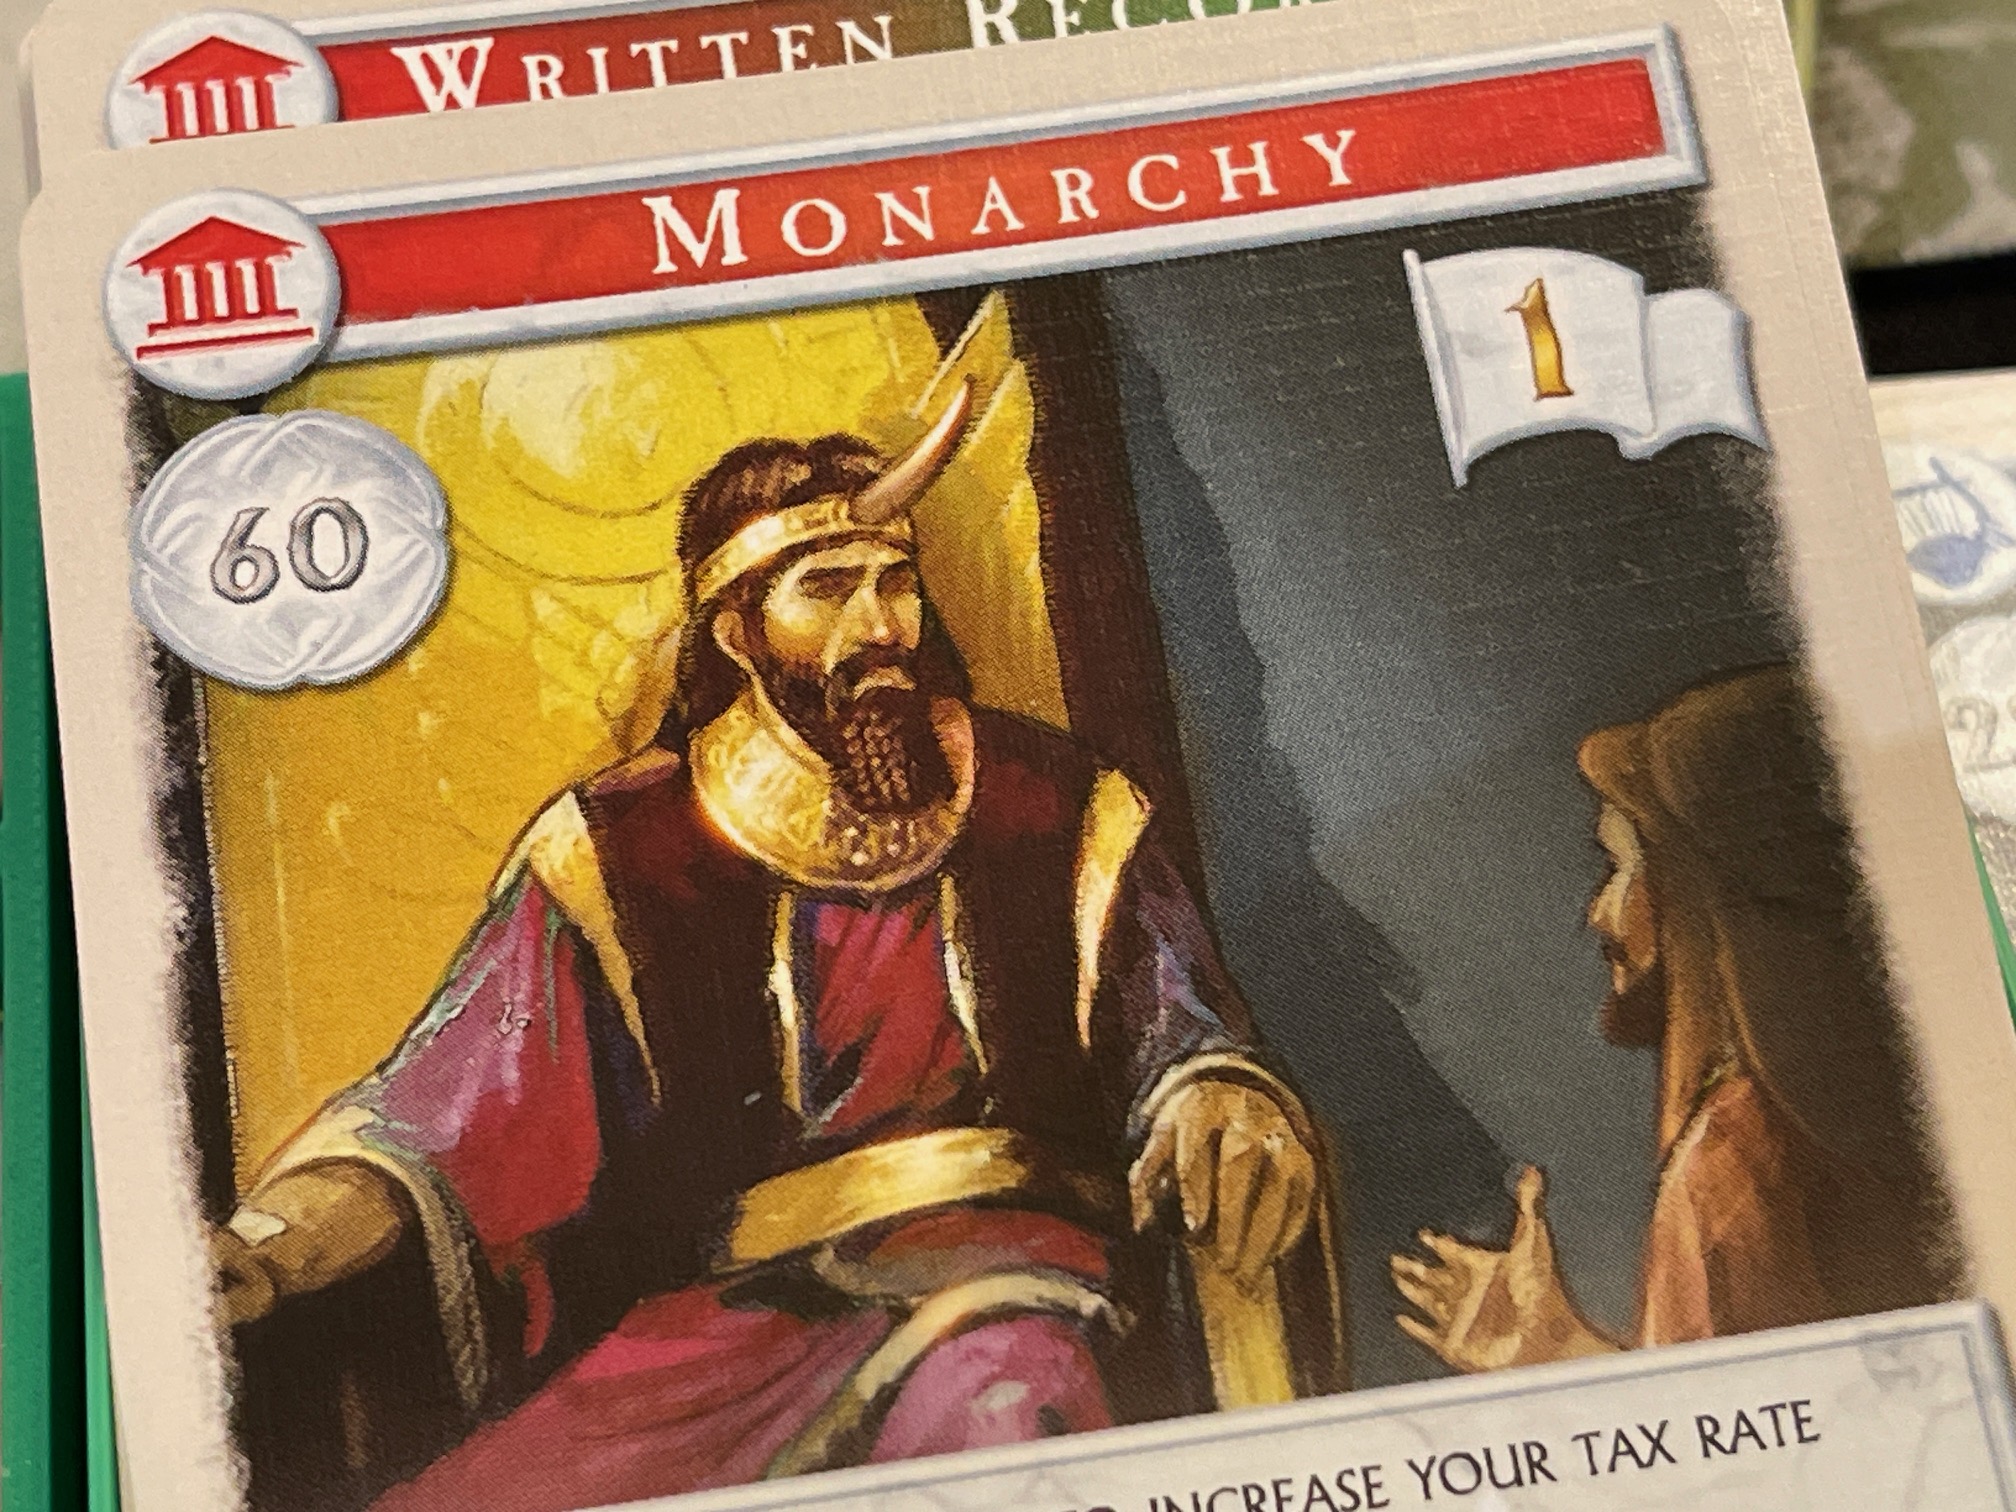 WRITTEN
MONARCHY
1
60
INCREASE YOUR TAX RATE